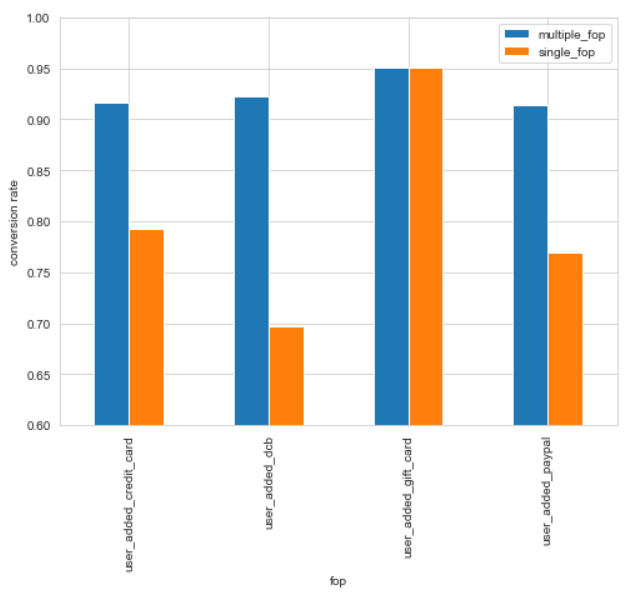 1.00
multiple_fop
single_fop
0.95
0.90
0.85
0.80
conversion rate
0.75
0.70
0.65
0.60
user_added_credit_card
user_added_dcb
user_added_gift_card
user_added_paypal
fop